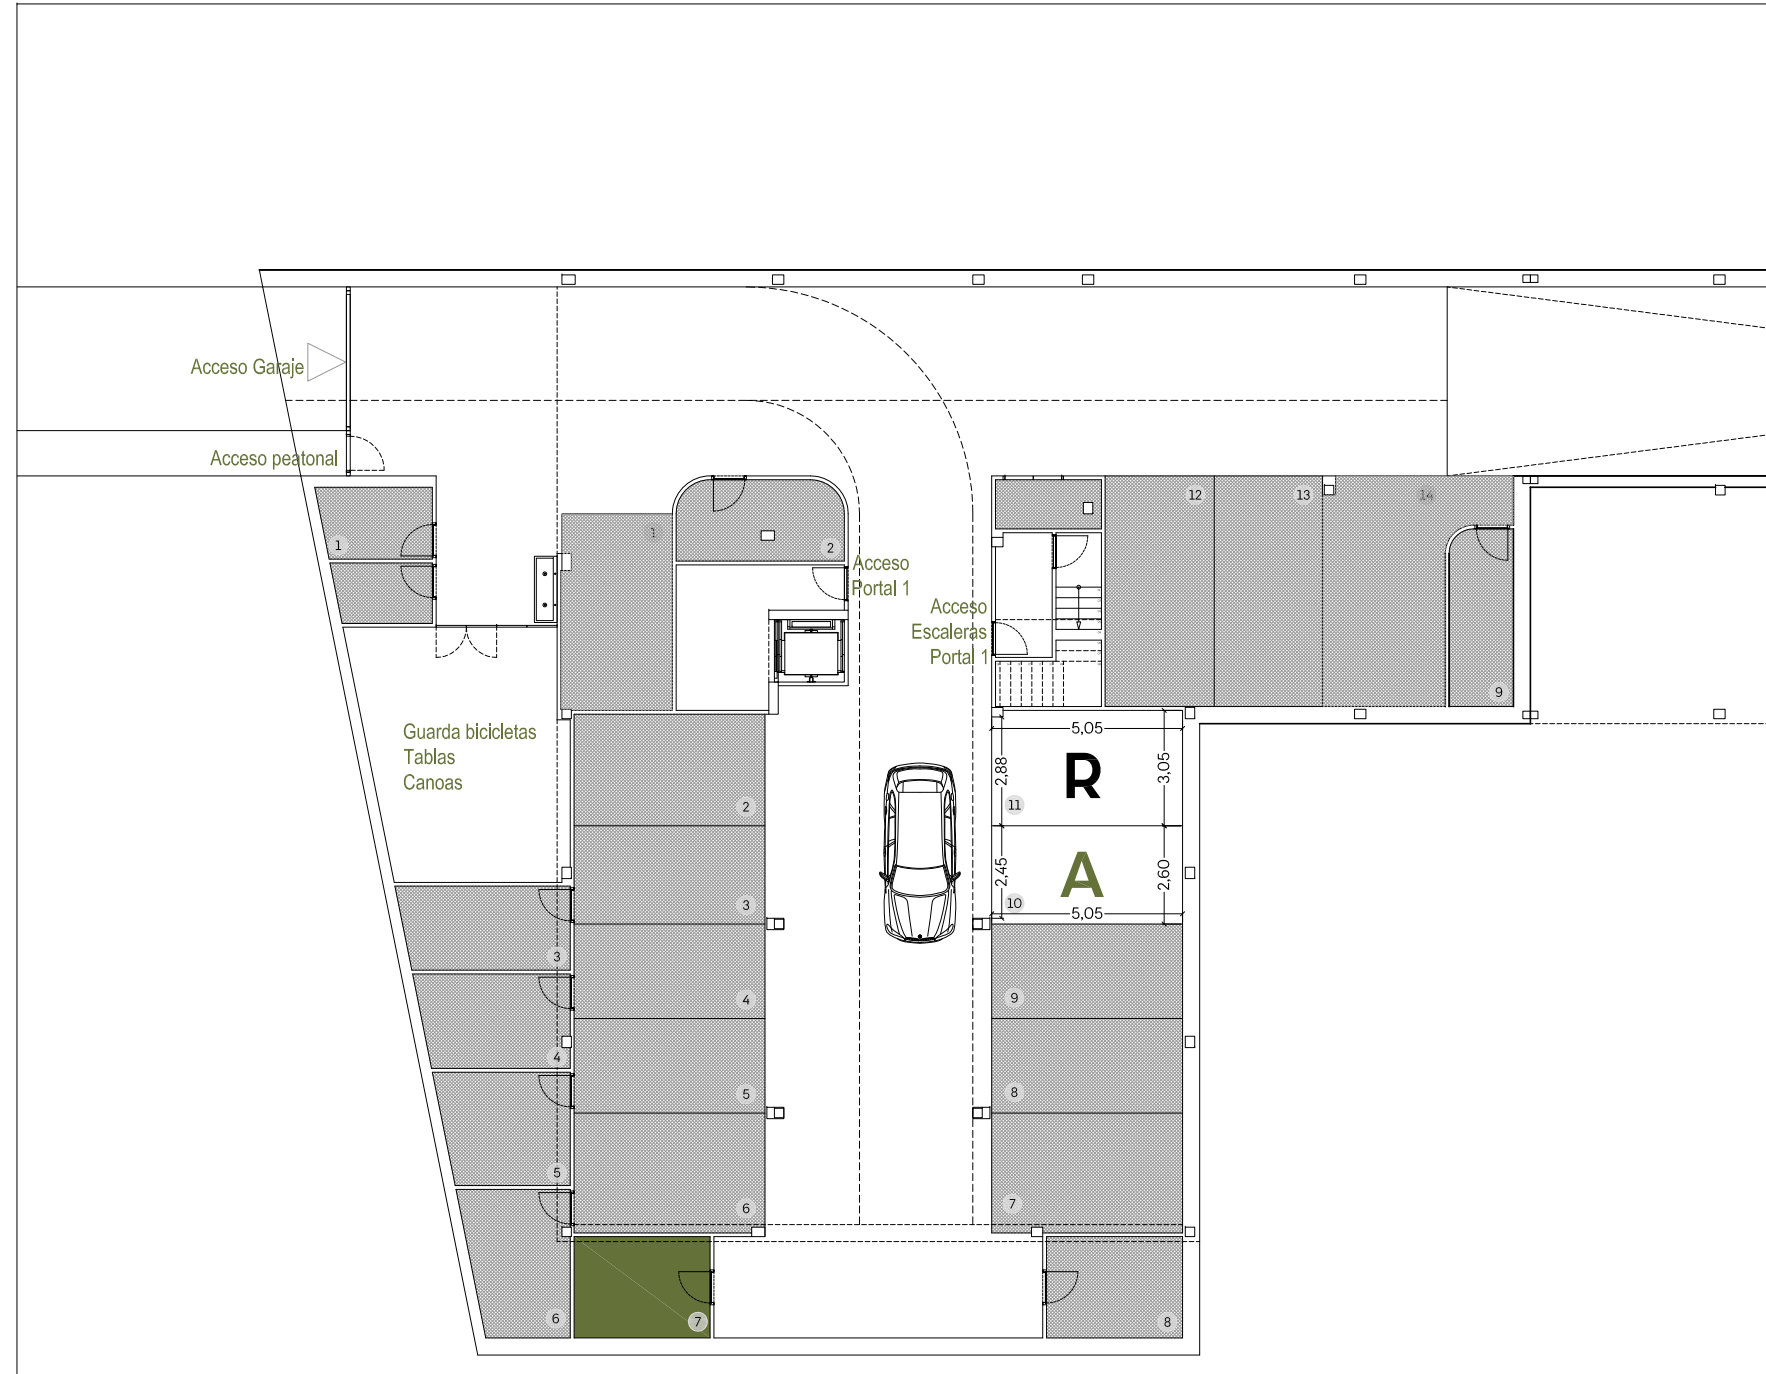 Acceso Garaje
Acceso peatonal
1
1
2
12
13
14
9
Acceso
Portal 1
Acceso
Escaleras
Portal 1
Guarda bicicletas
Tablas
Canoas
5,05
2,88
R
3,05
11
2,45
A
2,60
10
5,05
2
3
4
5
6
9
8
7
3
4
5
6
7
8